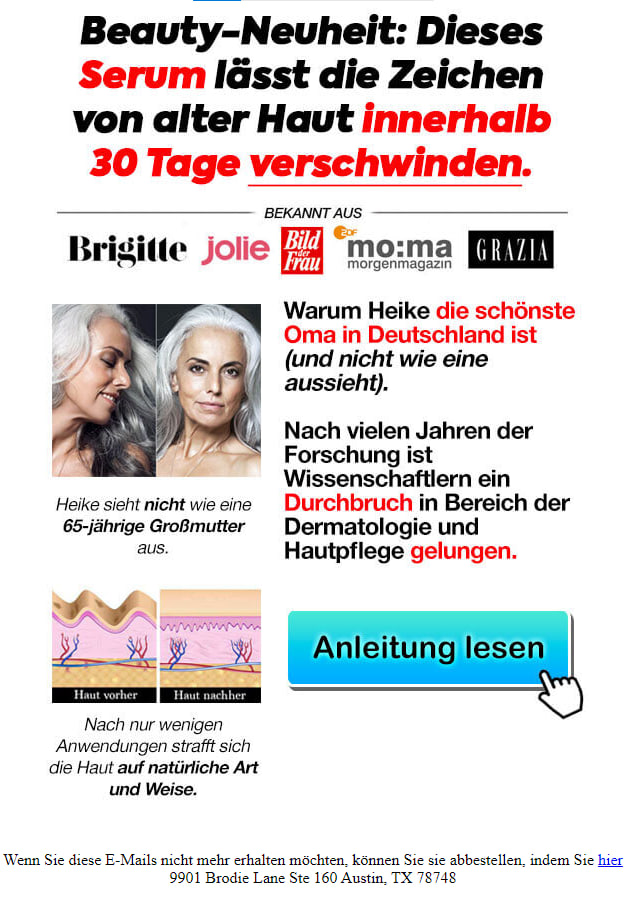 Beauty-Neuheit: Dieses
Serum lässt die Zeichen
von alter Haut innerhalb
30 Tage verschwinden.
BEKANNT AUS
Brigitte
jolie
Bild
der
Frau
ZDF
mo:ma
morgenmagazin
GRAZIA
Warum Heike die schönste
Oma in Deutschland ist
(und nicht wie eine
aussieht).
Nach vielen Jahren der
Forschung ist
Wissenschaftlern ein
Durchbruch in Bereich der
Dermatologie und
Hautpflege gelungen.
Heike sieht nicht wie eine
65-jährige Großmutter
aus.
Haut vorher
Haut nachher
Nach nur wenigen
Anwendungen strafft sich
die Haut auf natürliche Art
und Weise.
Anleitung lesen
Wenn Sie diese E-Mails nicht mehr erhalten möchten, können Sie sie abbestellen, indem Sie hier
9901 Brodie Lane Ste 160 Austin, TX 78748